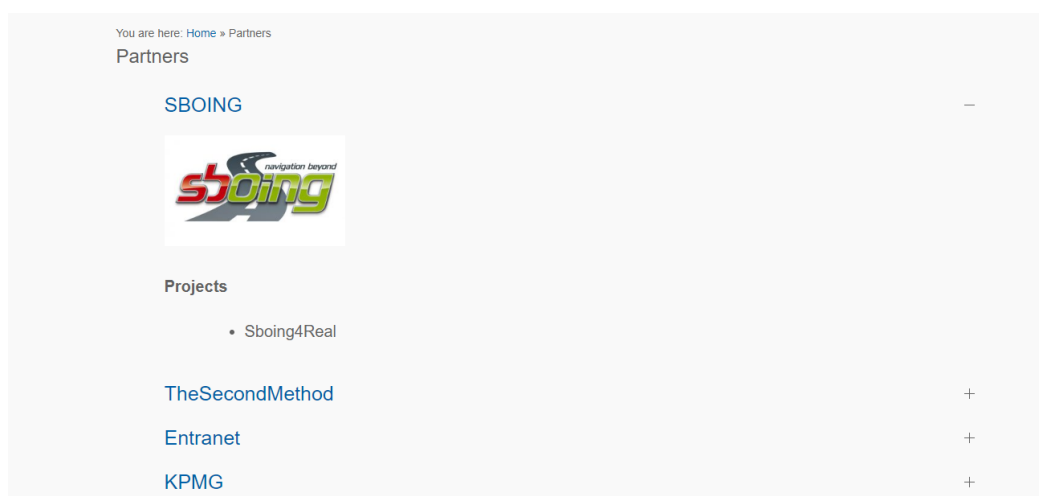 You are here: Home » Partners
Partners
SBOING
navigation beyond
sboing
Projects
• Sboing4Real
TheSecondMethod
Entranet
KPMG